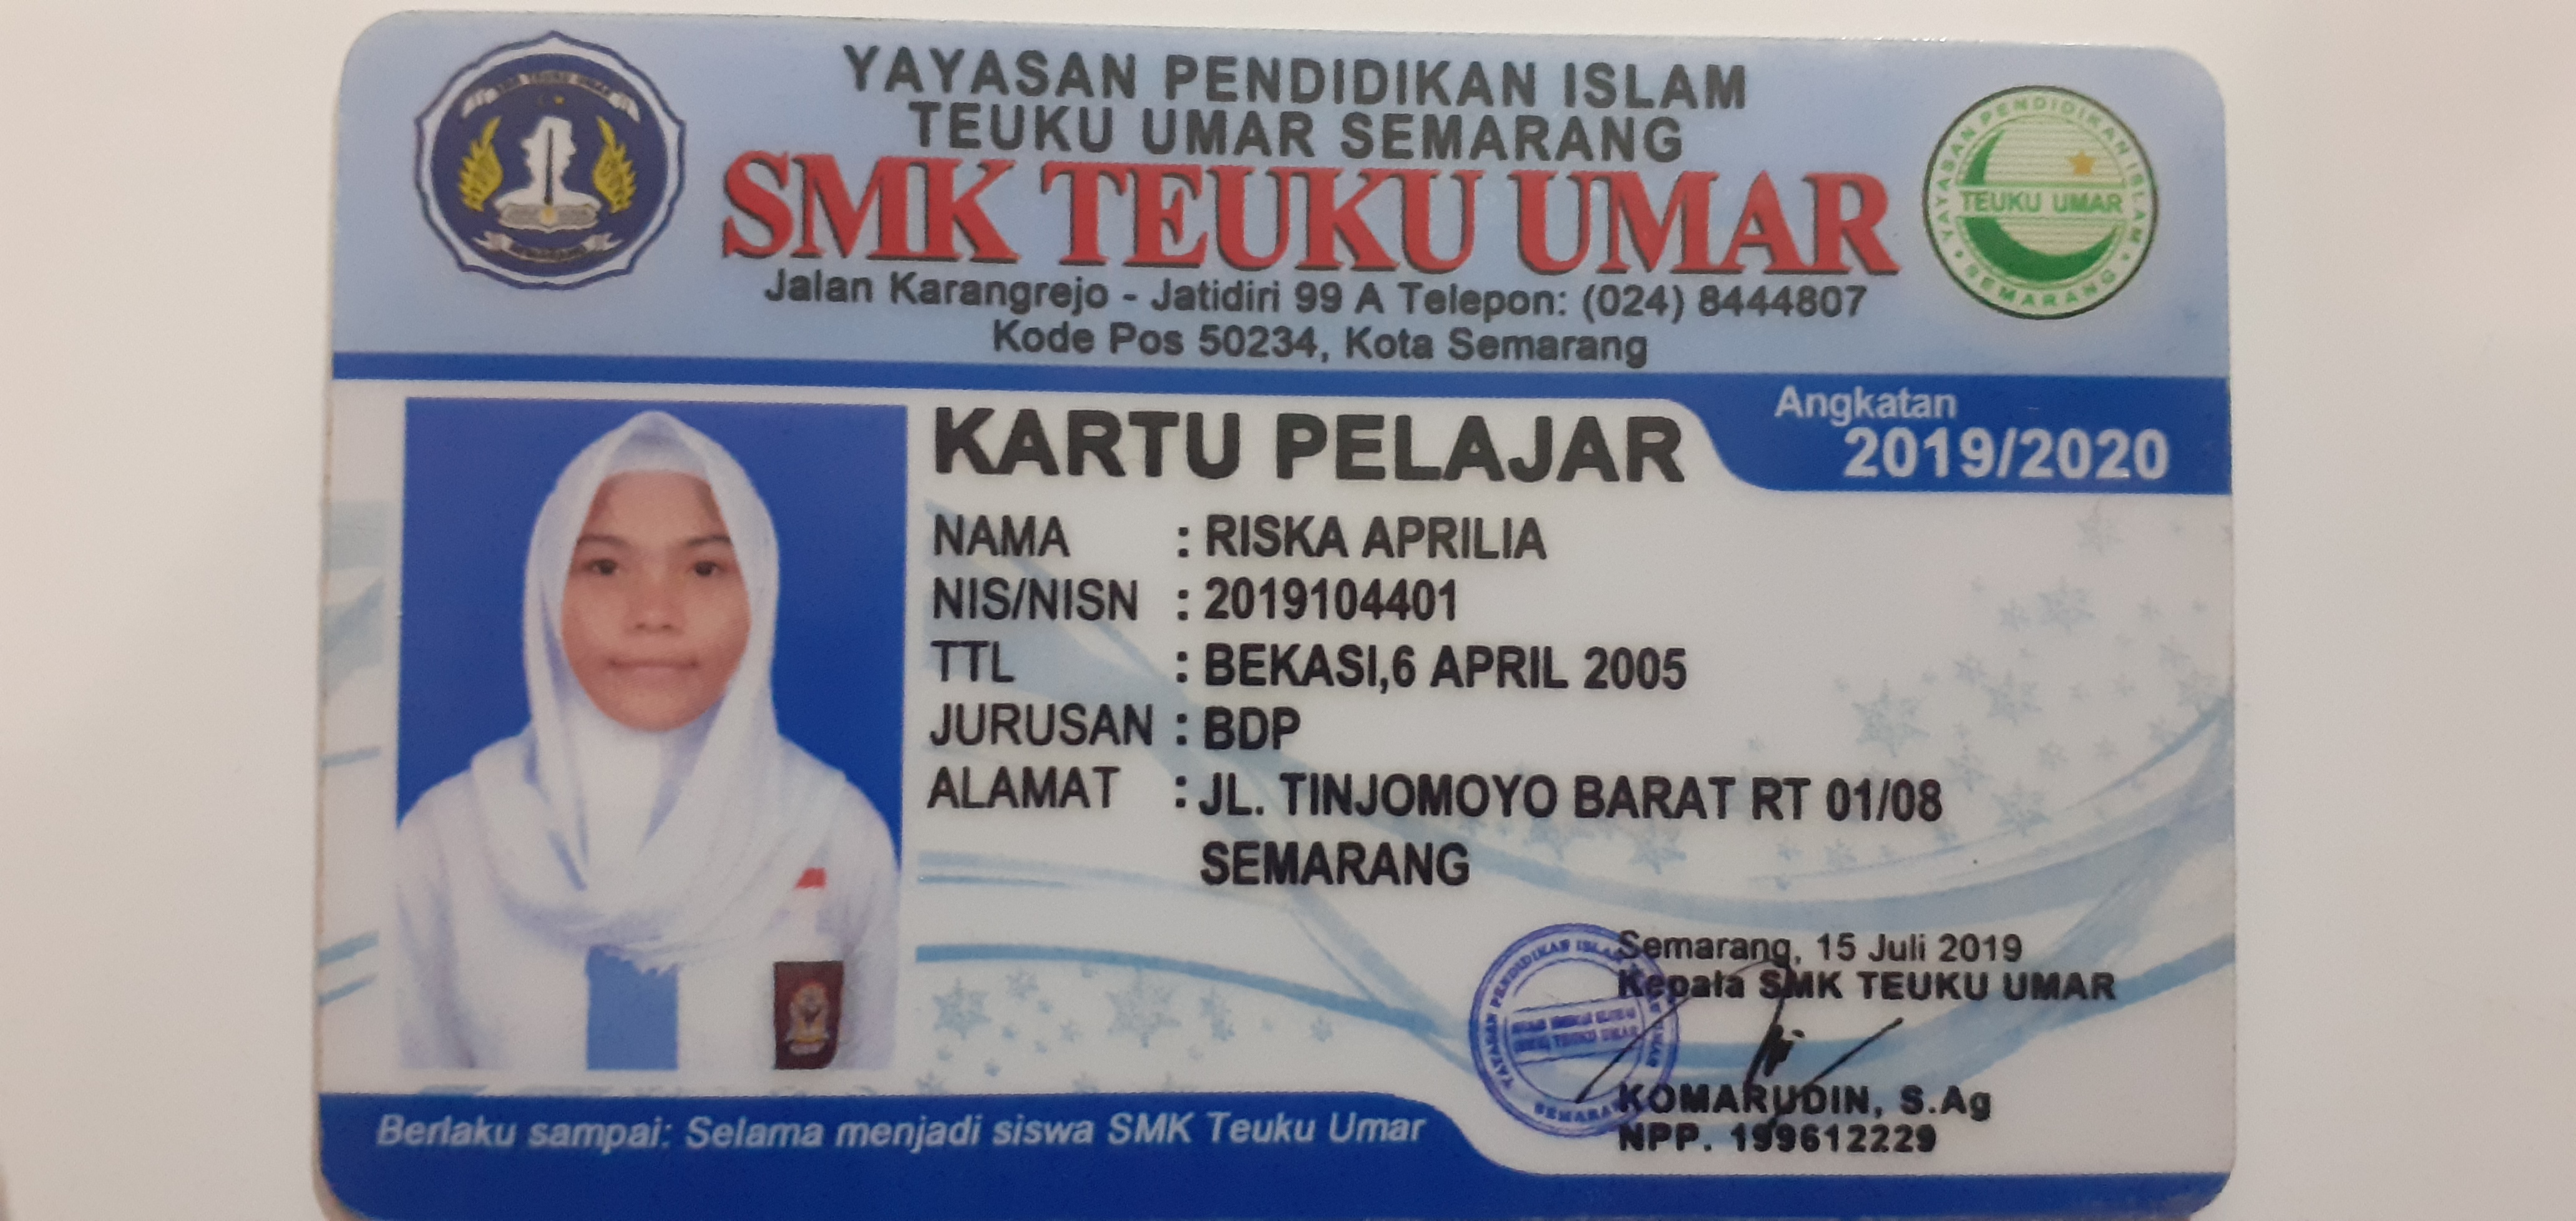 YAYASAN PENDIDIKAN ISLAM
TEUKU UMAR SEMARANG
SMK TEUKU UMAR
Jalan Karangrejo - Jatidiri 99 A Telepon: (024) 8444807
Kode Pos 50234, Kota Semarang
YAYASAN PENDIDIKAN ISLAM
TEUKU UMAR
SEMARANG
Angkatan
2019/2020
KARTU PELAJAR
NAMA : RISKA APRILIA
NIS/NISN : 2019104401
TTL : BEKASI,6 APRIL 2005
JURUSAN : BDP
ALAMAT : JL. TINJOMOYO BARAT RT 01/08
SEMARANG
Semarang, 15 Juli 2019
Kepala SMK TEUKU UMAR
YAYASAN PENDIDIKAN ISLAM
KOMARUDIN, S.Ag
NPP. 199612229
Berlaku sampai: Selama menjadi siswa SMK Teuku Umar